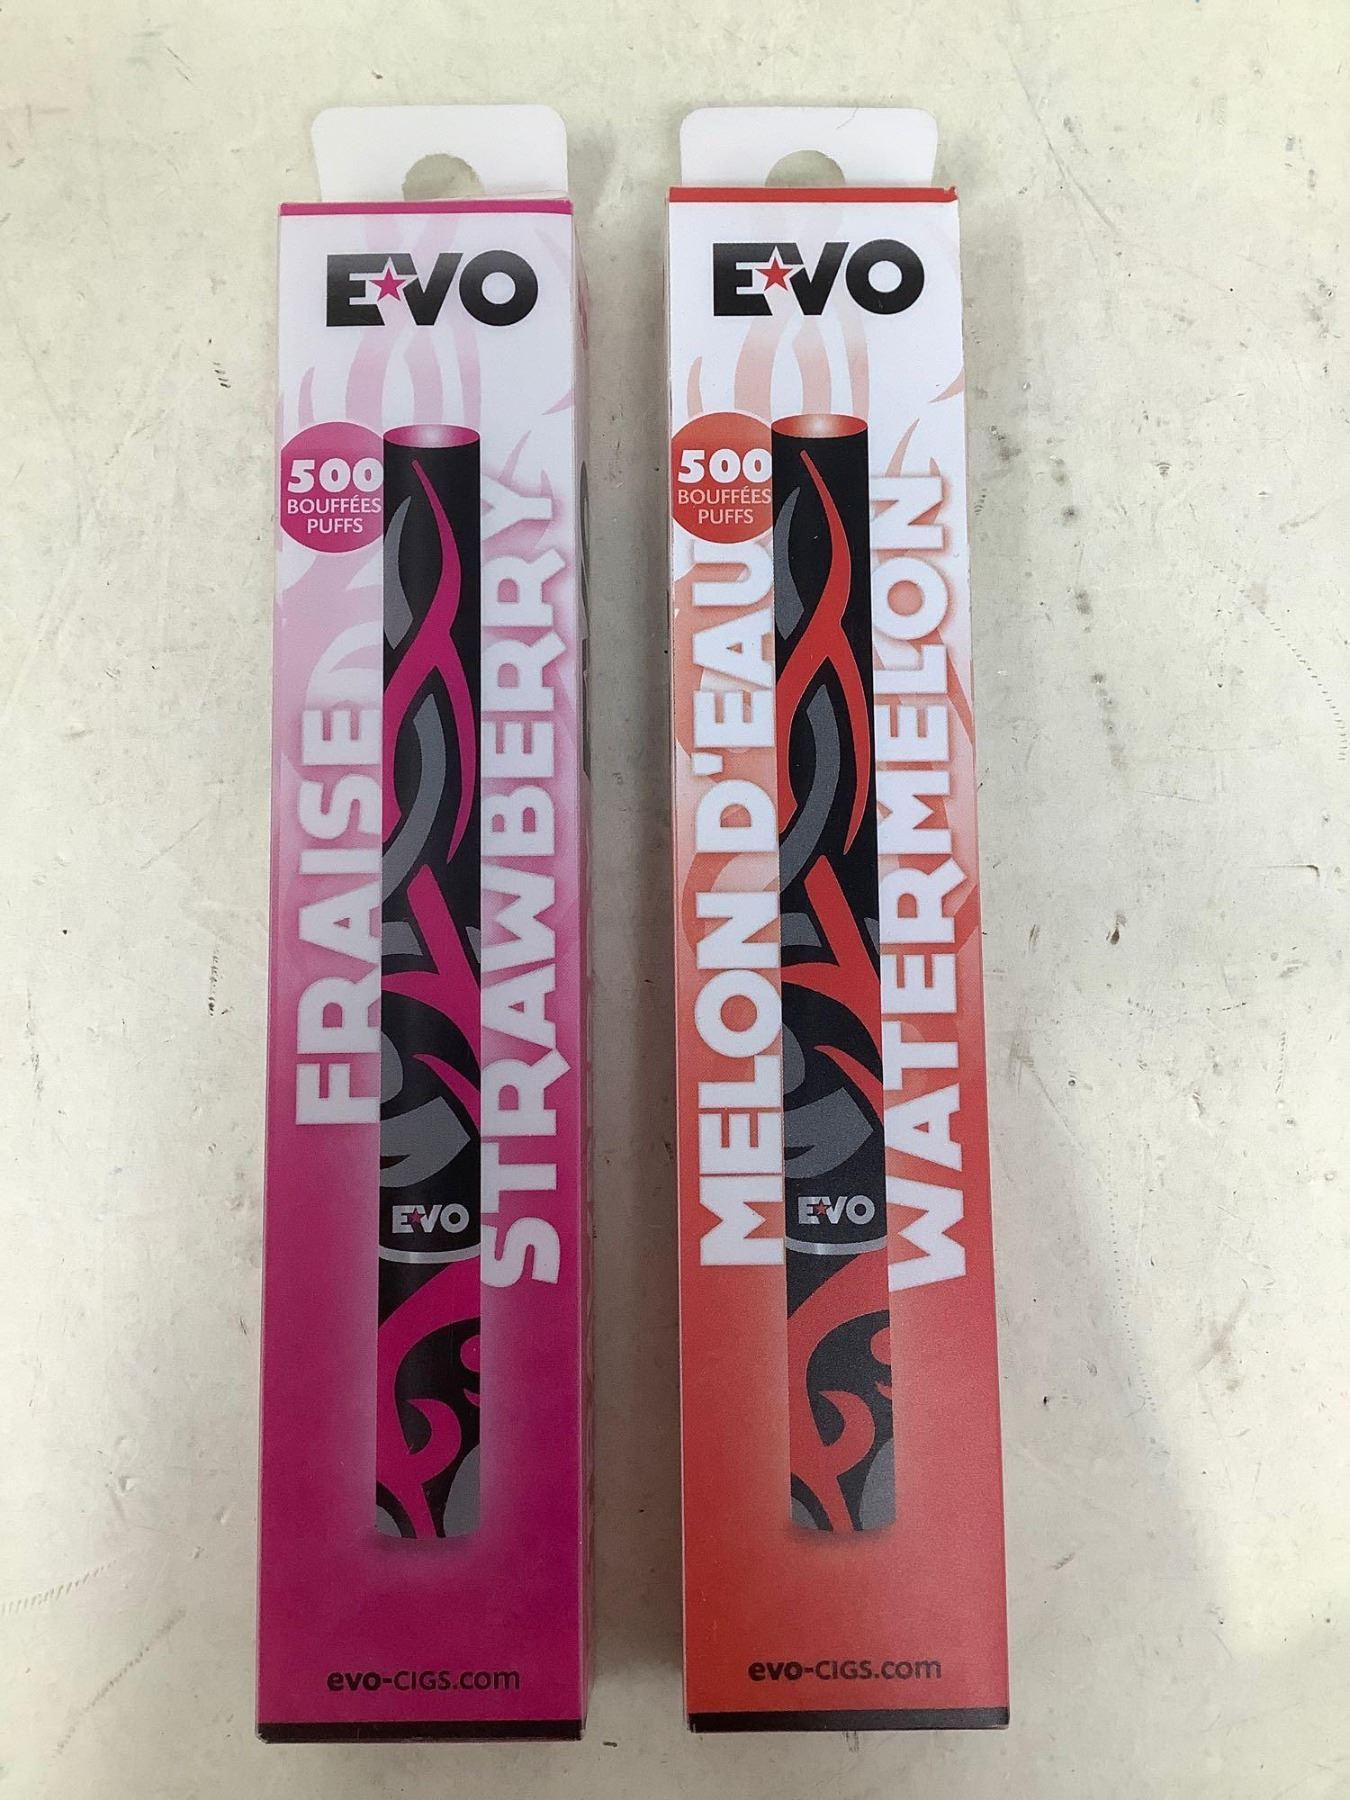 EVO
500
BOUFFÉES
PUFFS
FRAISE
STRAWBERRY
EVO
evo-CIGS.com
EVO
500
BOUFFÉES
PUFFS
MELON D'EAU
WATERMELON
EVO
evo-CIGS.com